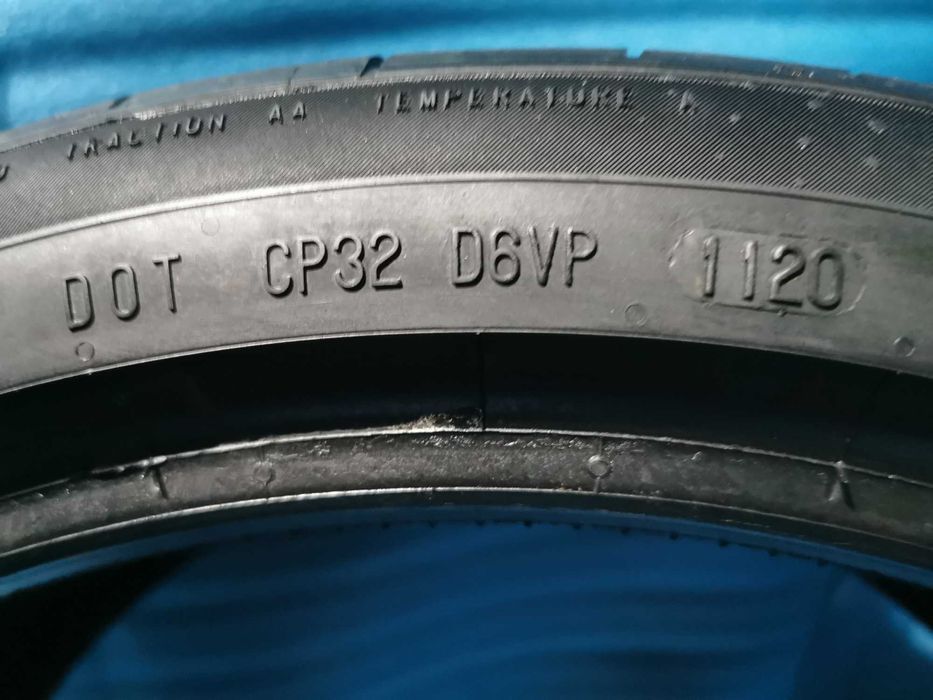 TRACTION AA TEMPERATURE A
DOT CP32 D6VP 1120